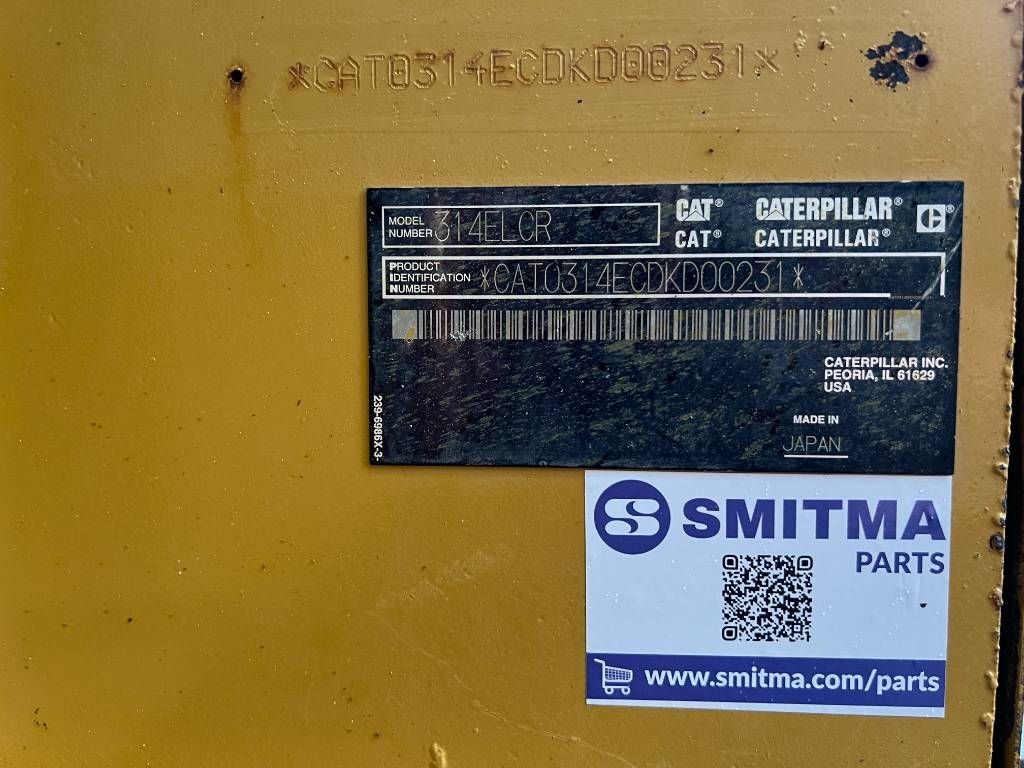 *CAT0314ECDKD00231*
MODEL NUMBER 314ELCR
CAT® CATERPILLAR® C®
CAT® CATERPILLAR®
PRODUCT IDENTIFICATION NUMBER *CAT0314ECDKD00231*
CATERPILLAR INC.
PEORIA, IL 61629
USA
MADE IN
JAPAN
239-6986X-3-
S SMITMA
PARTS
www.smitma.com/parts